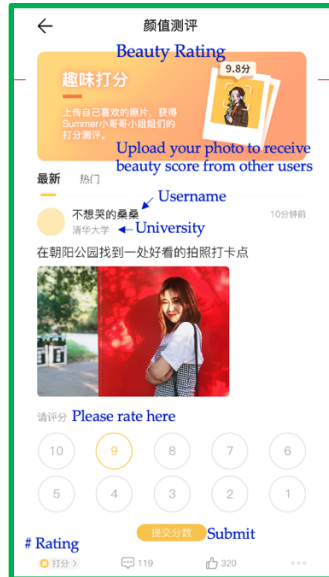 颜值测评
Beauty Rating
趣味打分
9.8分
上传自己喜欢的照片，获得
Summer小哥哥小姐姐们的
打分测评。
Upload your photo to receive
beauty score from other users
最新 热门
Username
不想哭的桑桑 10分钟前
清华大学 University
在朝阳公园找到一处好看的拍照打卡点
请评分 Please rate here
10 9 8 7 6
5 4 3 2 1
提交分数 Submit
# Rating
打分 119 320